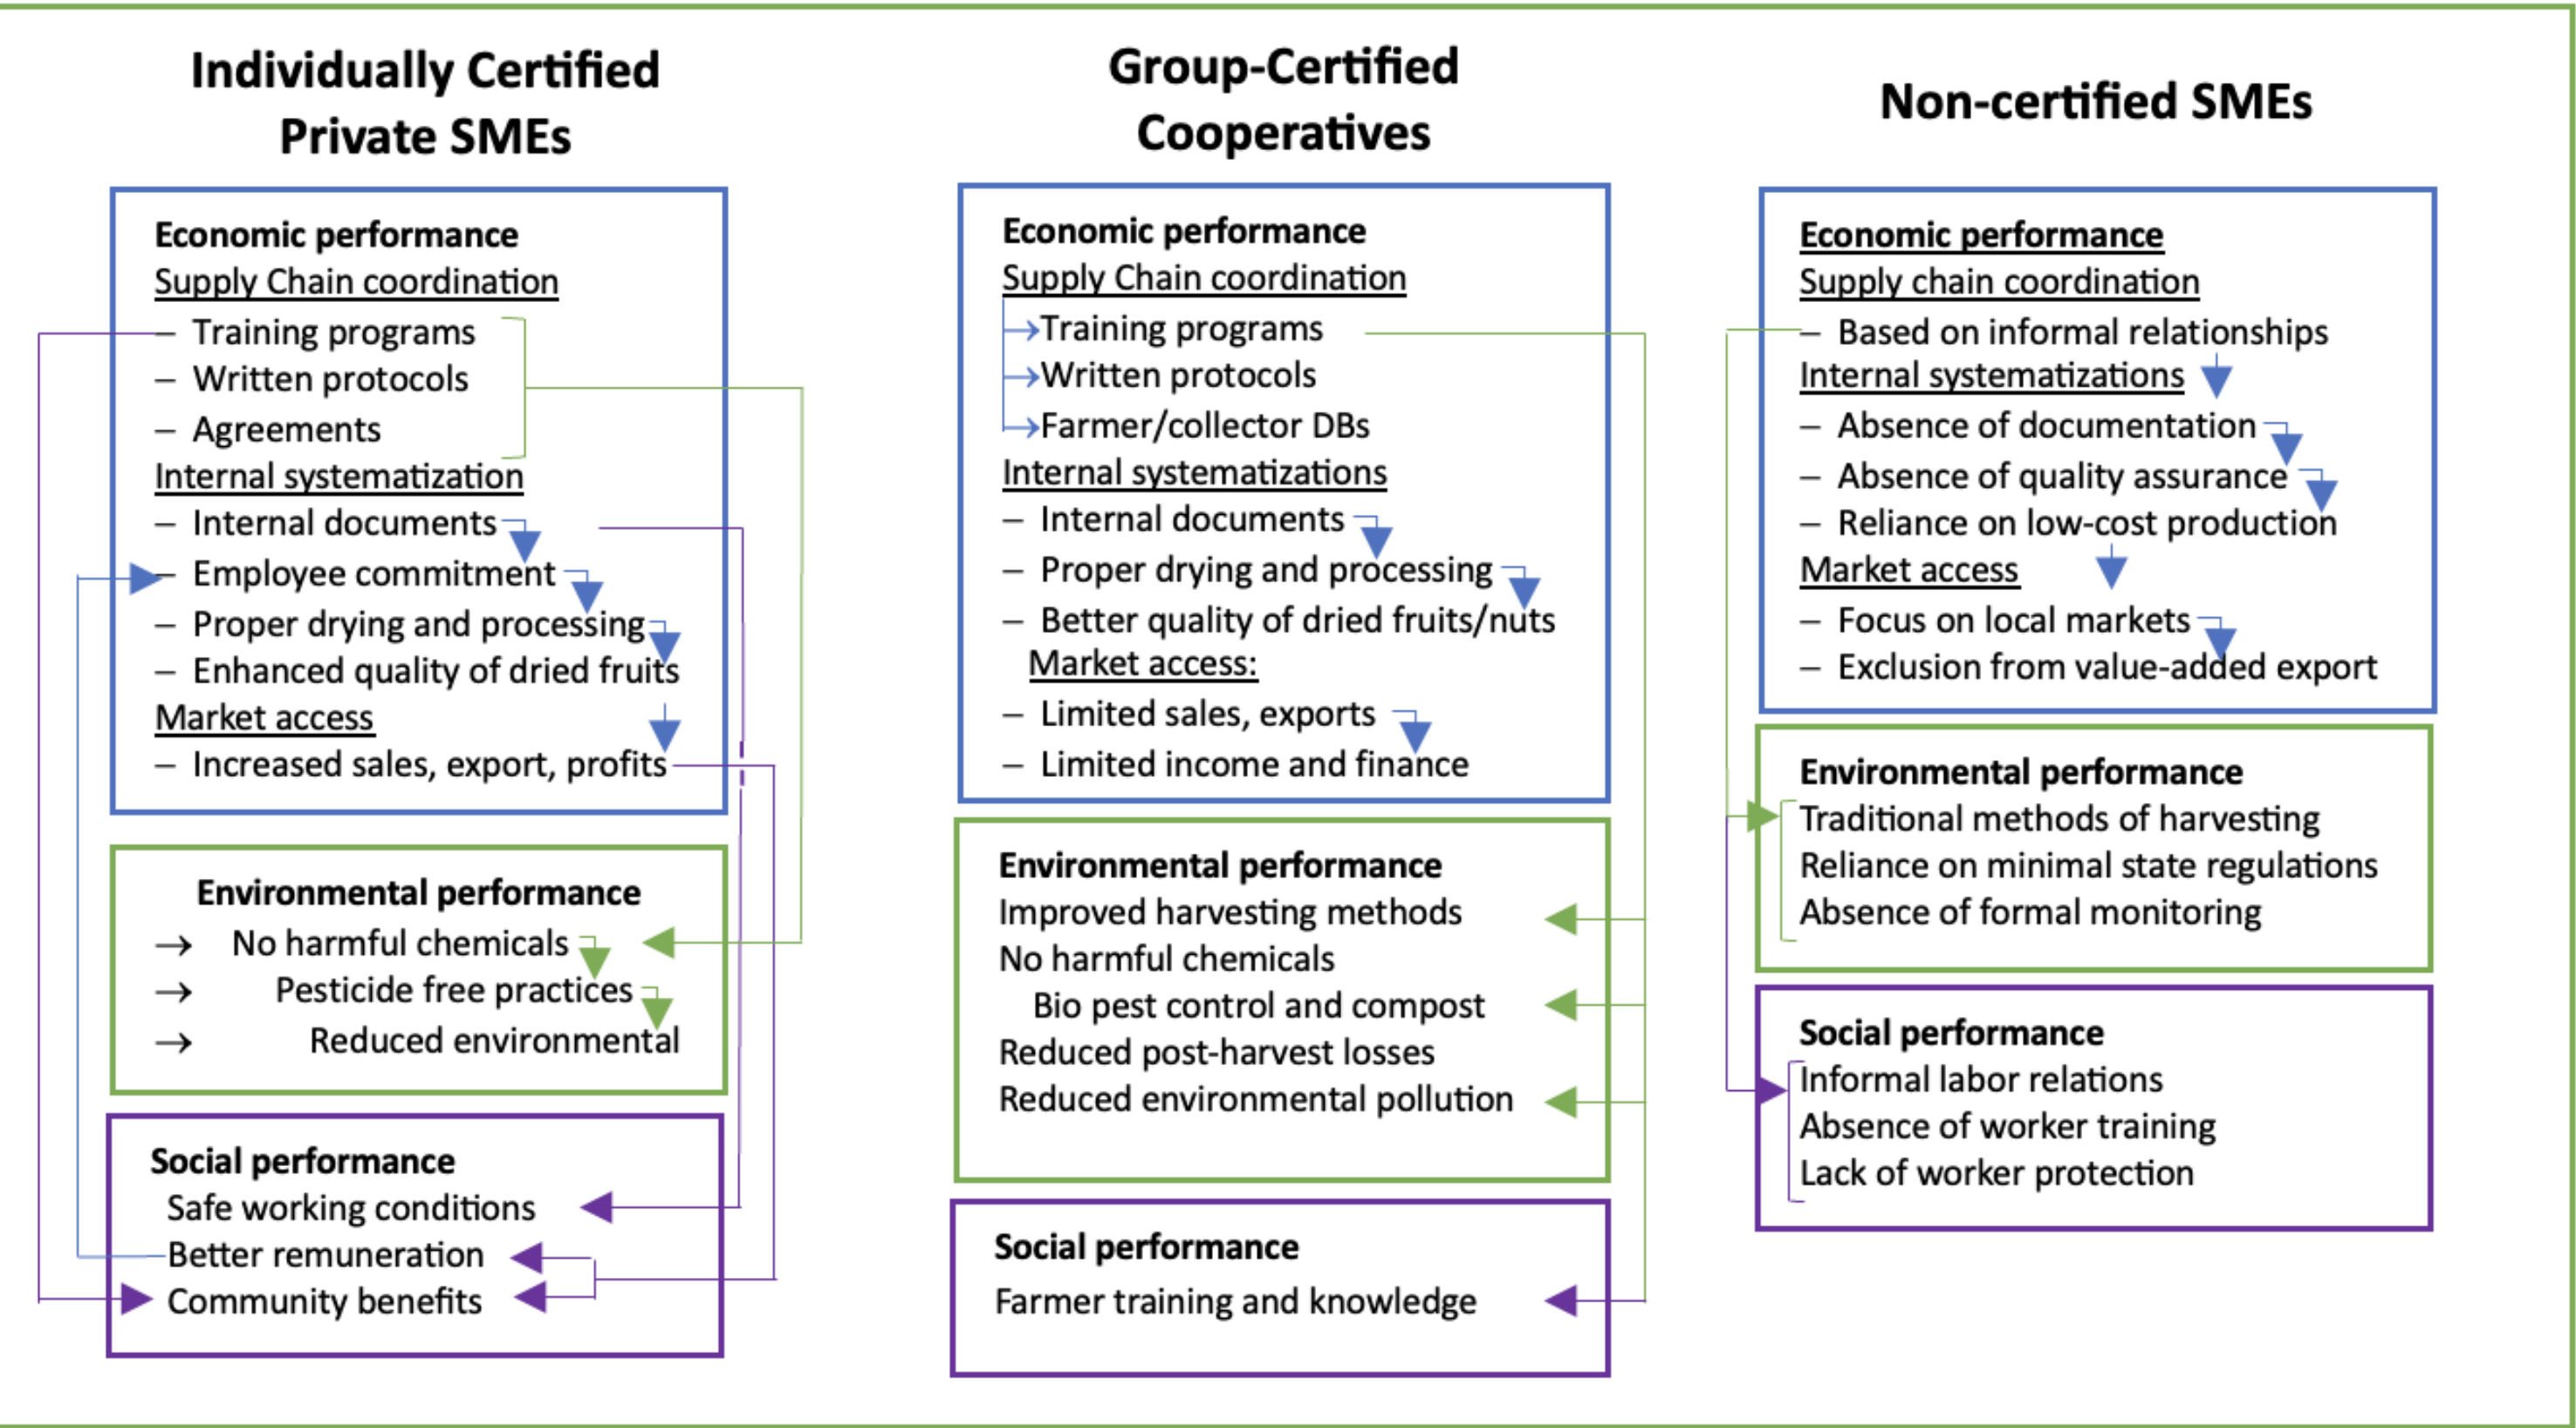 Individually Certified
Private SMEs
Economic performance
Supply Chain coordination
– Training programs
– Written protocols
– Agreements
Internal systematization
– Internal documents
– Employee commitment
– Proper drying and processing
– Enhanced quality of dried fruits
Market access
– Increased sales, export, profits
Environmental performance
→ No harmful chemicals
→ Pesticide free practices
→ Reduced environmental
Social performance
Safe working conditions
Better remuneration
Community benefits
Group-Certified
Cooperatives
Economic performance
Supply Chain coordination
Training programs
Written protocols
Farmer/collector DBs
Internal systematizations
– Internal documents
– Proper drying and processing
– Better quality of dried fruits/nuts
Market access:
– Limited sales, exports
– Limited income and finance
Environmental performance
Improved harvesting methods
No harmful chemicals
Bio pest control and compost
Reduced post-harvest losses
Reduced environmental pollution
Social performance
Farmer training and knowledge
Non-certified SMEs
Economic performance
Supply chain coordination
– Based on informal relationships
Internal systematizations
– Absence of documentation
– Absence of quality assurance
– Reliance on low-cost production
Market access
– Focus on local markets
– Exclusion from value-added export
Environmental performance
Traditional methods of harvesting
Reliance on minimal state regulations
Absence of formal monitoring
Social performance
Informal labor relations
Absence of worker training
Lack of worker protection